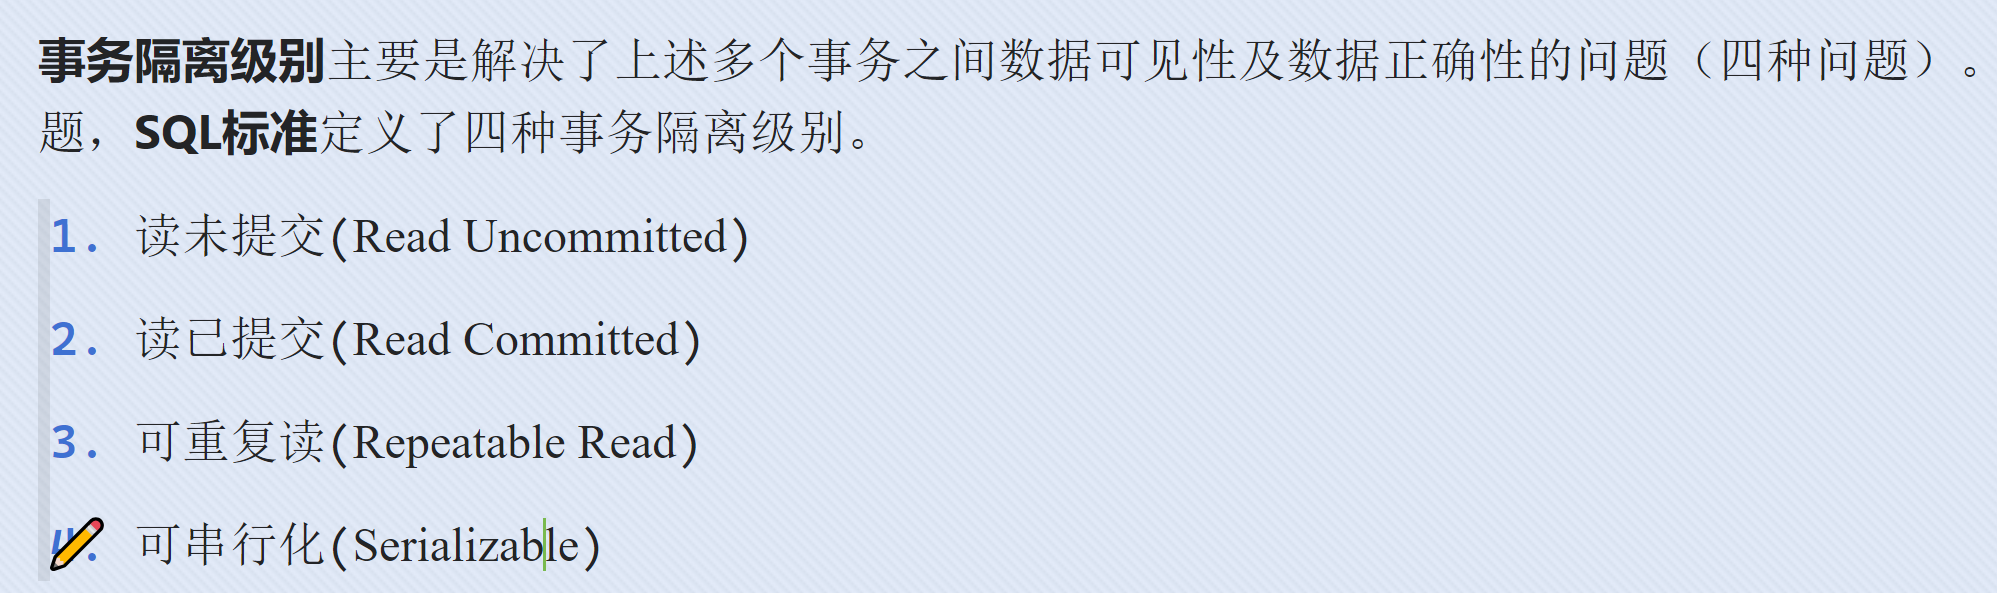 事务隔离级别主要是解决了上述多个事务之间数据可见性及数据正确性的问题（四种问题）。
题，SQL标准定义了四种事务隔离级别。
1. 读未提交(Read Uncommitted)
2. 读已提交(Read Committed)
3. 可重复读(Repeatable Read)
4. 可串行化(Serializable)